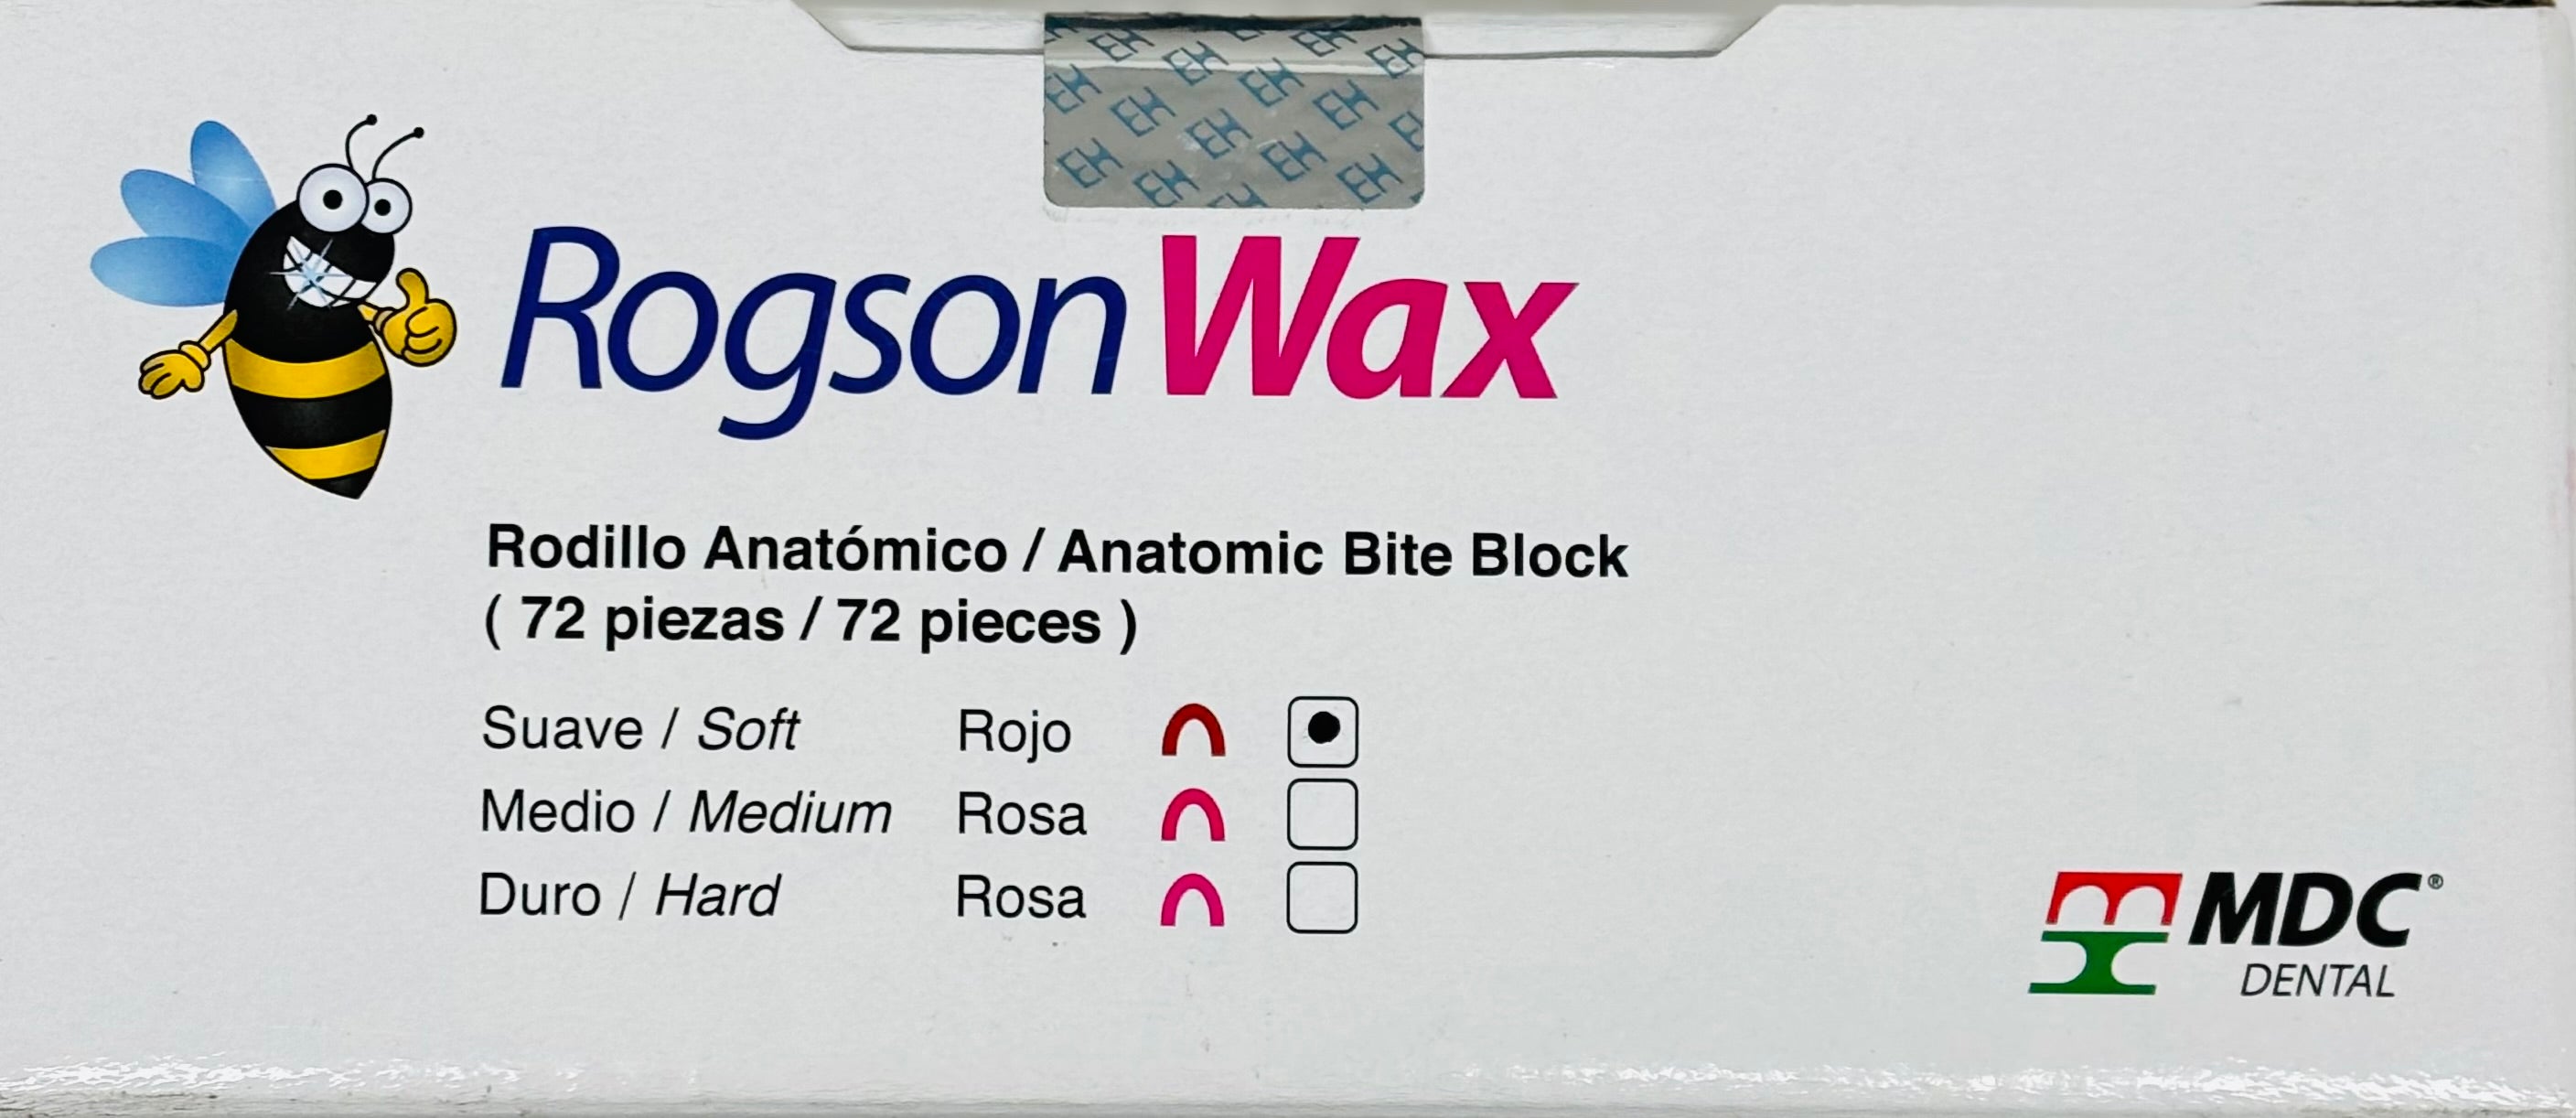 Rogson Wax
Rodillo Anatómico / Anatomic Bite Block
( 72 piezas / 72 pieces )
Suave / Soft Rojo
Medio / Medium Rosa
Duro / Hard Rosa
MDC®
DENTAL